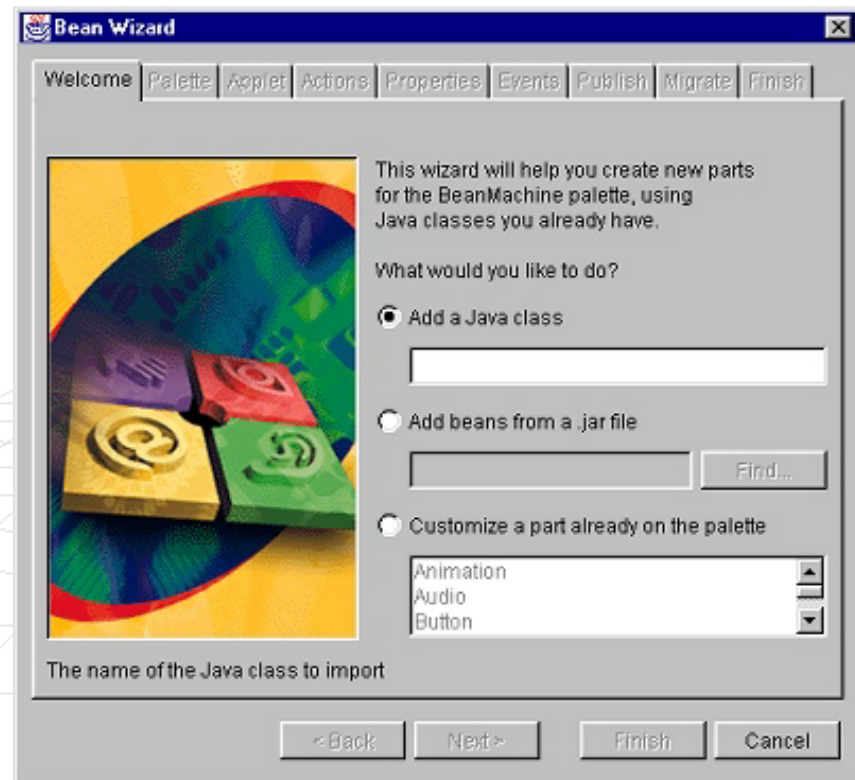 Bean Wizard
Welcome Palette Applet Actions Properties Events Publish Migrate Finish
This wizard will help you create new parts
for the BeanMachine palette, using
Java classes you already have.
What would you like to do?
Add a Java class
Add beans from a .jar file
Find...
Customize a part already on the palette
Animation
Audio
Button
The name of the Java class to import
< Back Next > Finish Cancel